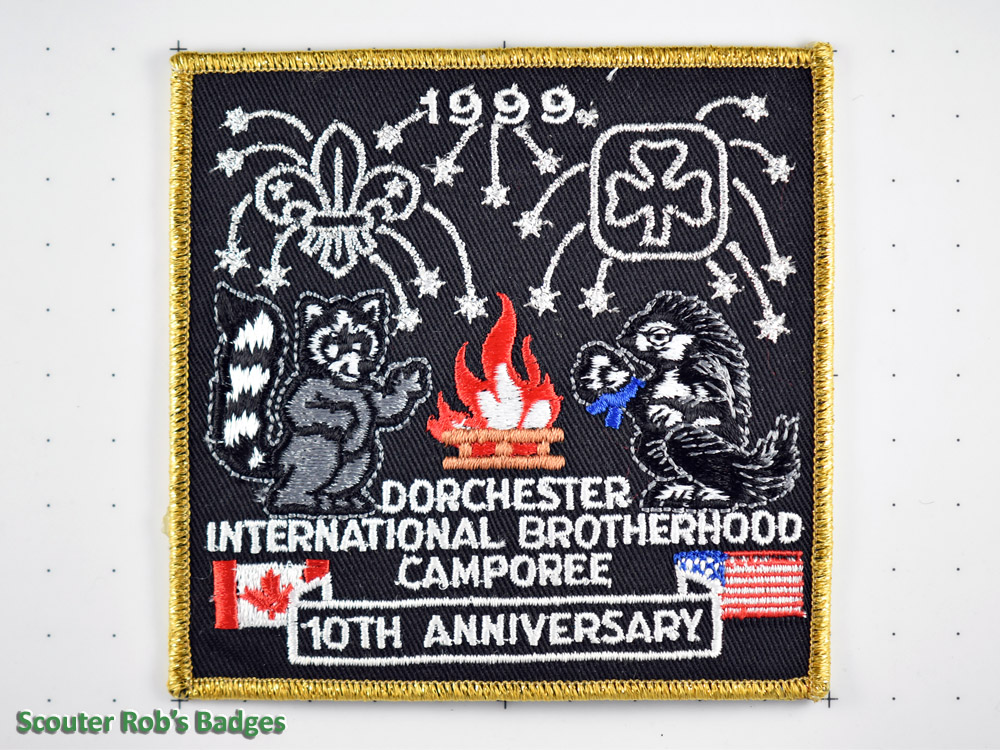 1999
DORCHESTER
INTERNATIONAL BROTHERHOOD
CAMPOREE
10TH ANNIVERSARY
Scouter Rob's Badges